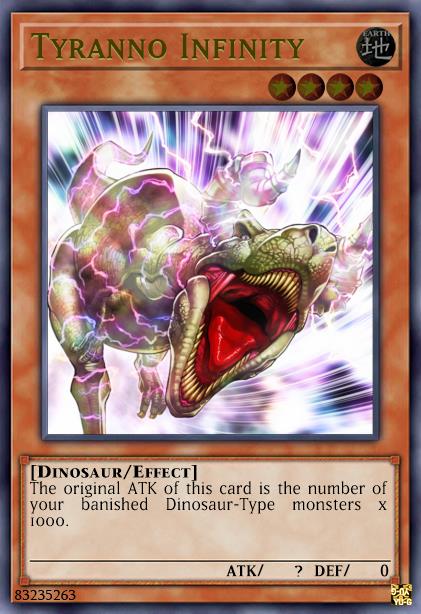 Tyranno Infinity
EARTH
地
[Dinosaur/Effect]
The original ATK of this card is the number of
your banished Dinosaur-Type monsters x
1000.
ATK/ ? DEF/ 0
83235263